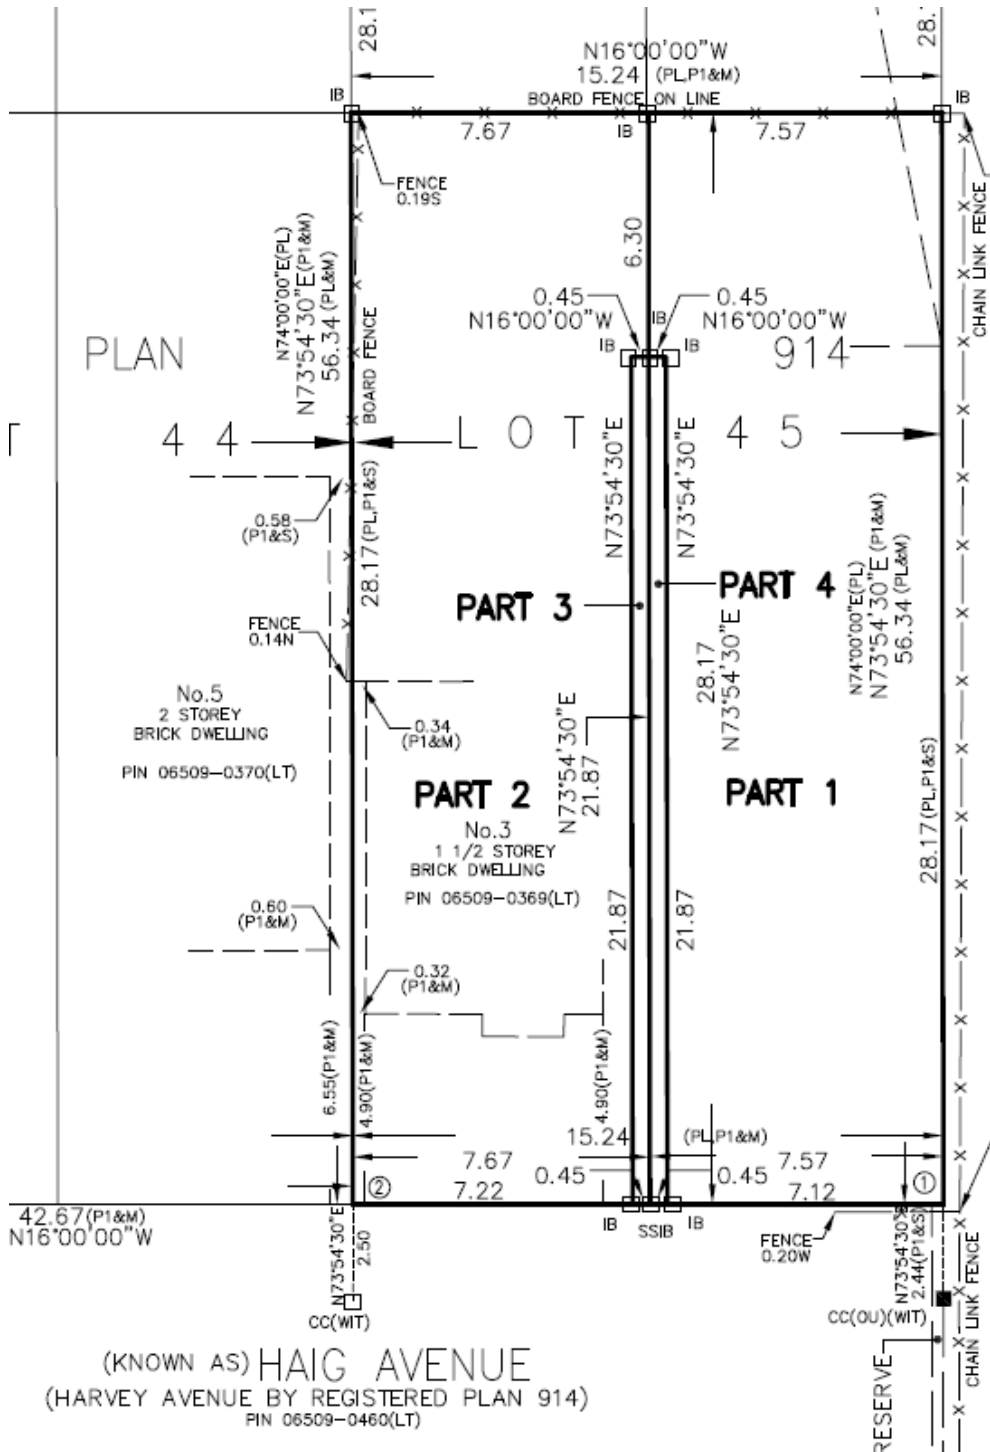 28.1
28.1
N16°00'00"W
15.24 (PL,P1&M)
BOARD FENCE ON LINE
IB
IB
IB
7.67
7.57
FENCE
0.19S
N74°00'00"E(PL)
N73°54'30"E(P1&M)
56.34 (PL&M)
BOARD FENCE
6.30
CHAIN LINK FENCE
0.45
N16°00'00"W
0.45
N16°00'00"W
IB
IB
IB
PLAN
914
T 44
LOT 45
N73°54'30"E
N73°54'30"E
0.58
(P1&S)
28.17 (PL,P1&S)
PART 3
PART 4
N74°00'00"E(PL)
N73°54'30"E (P1&M)
56.34 (PL&M)
FENCE
0.14N
28.17
N73°54'30"E
No.5
2 STOREY
BRICK DWELLING
PIN 06509-0370(LT)
0.34
(P1&M)
N73°54'30"E
21.87
PART 2
PART 1
No.3
1 1/2 STOREY
BRICK DWELLING
PIN 06509-0369(LT)
28.17 (PL,P1&S)
0.60
(P1&M)
21.87
21.87
0.32
(P1&M)
6.55(P1&M)
4.90(P1&M)
4.90(P1&M)
15.24
(PL,P1&M)
7.67
7.57
0.45
0.45
2
7.22
7.12
1
42.67(P1&M)
N16°00'00"W
IB
SSIB
IB
N73°54'30"E
2.50
FENCE
0.20W
N73°54'30"
2.44(P1&S)
CHAIN LINK FENCE
CC(WIT)
CC(OU)(WIT)
(KNOWN AS) HAIG AVENUE
(HARVEY AVENUE BY REGISTERED PLAN 914)
PIN 06509-0460(LT)
RESERVE